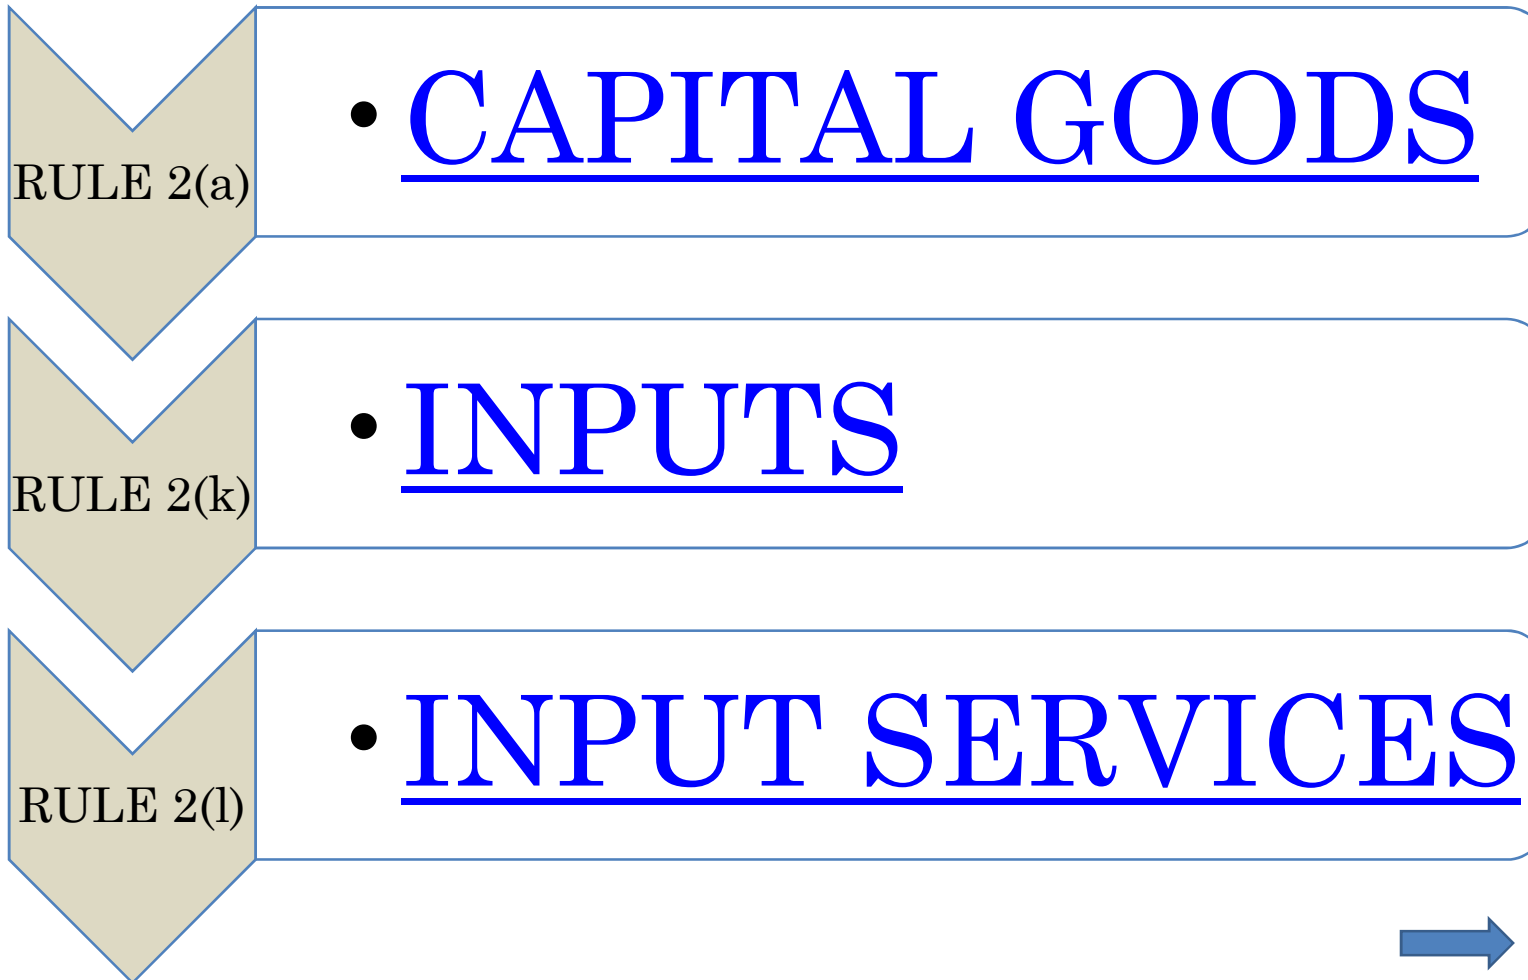 RULE 2(a)
• CAPITAL GOODS
RULE 2(k)
• INPUTS
RULE 2(l)
• INPUT SERVICES